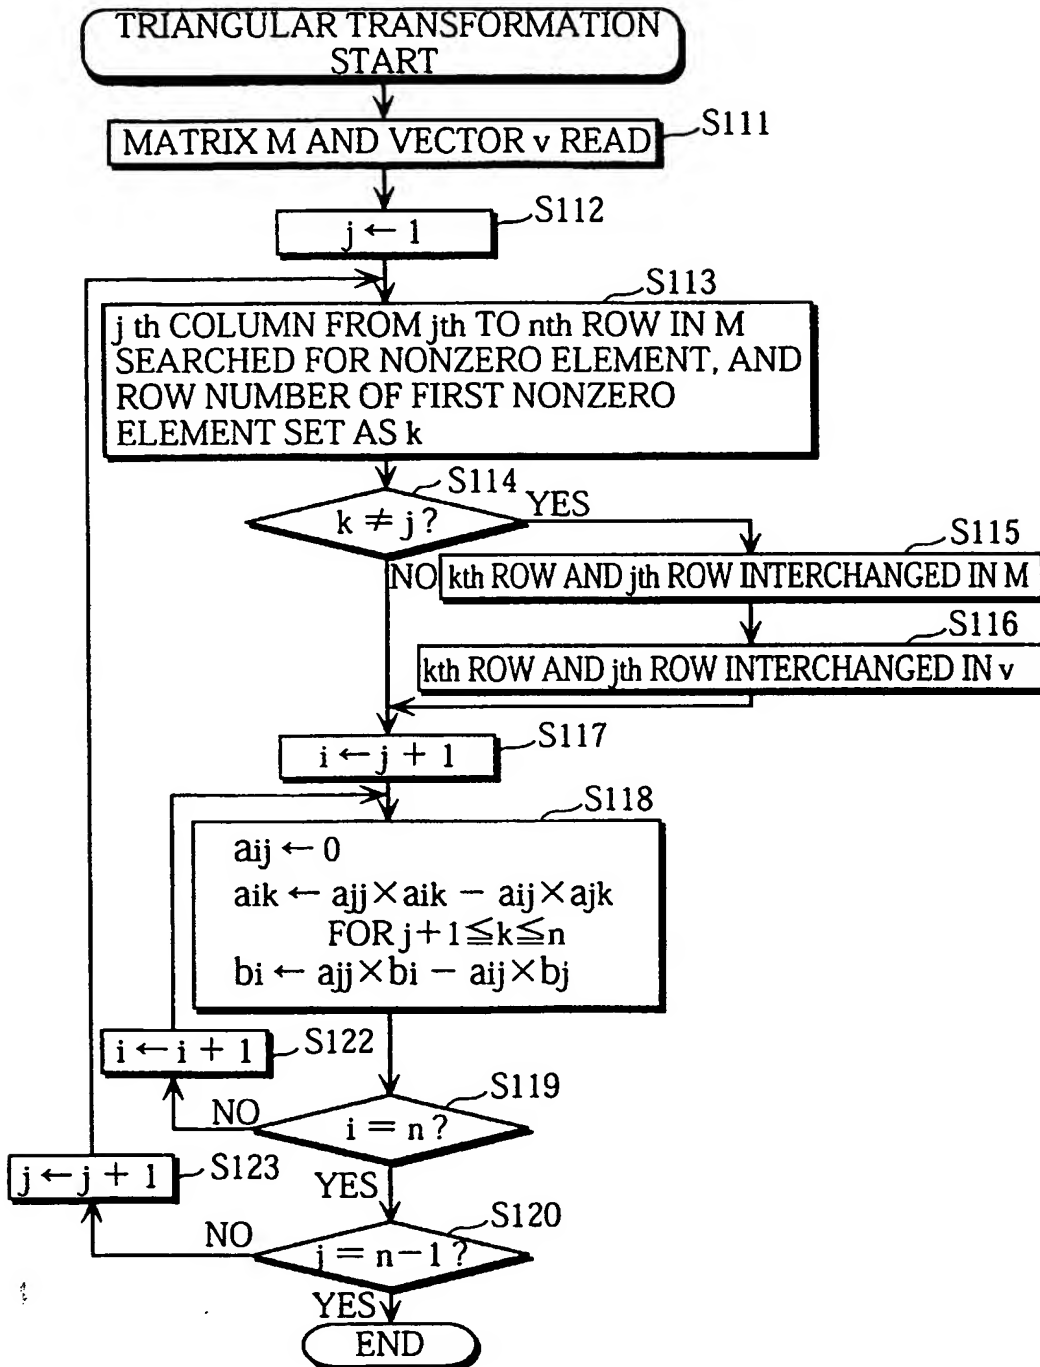 TRIANGULAR TRANSFORMATION
START
S111
MATRIX M AND VECTOR v READ
S112
j ← 1
S113
j th COLUMN FROM jth TO nth ROW IN M
SEARCHED FOR NONZERO ELEMENT, AND
ROW NUMBER OF FIRST NONZERO
ELEMENT SET AS k
S114
k ≠ j?
YES
S115
NO
kth ROW AND jth ROW INTERCHANGED IN M
S116
kth ROW AND jth ROW INTERCHANGED IN v
S117
i ← j + 1
S118
aij ← 0
aik ← ajj × aik − aij × ajk
FOR j+1≦k≦n
bi ← ajj × bi − aij × bj
i ← i + 1
S122
S119
NO
i = n?
j ← j + 1
S123
YES
S120
NO
j = n−1?
YES
END